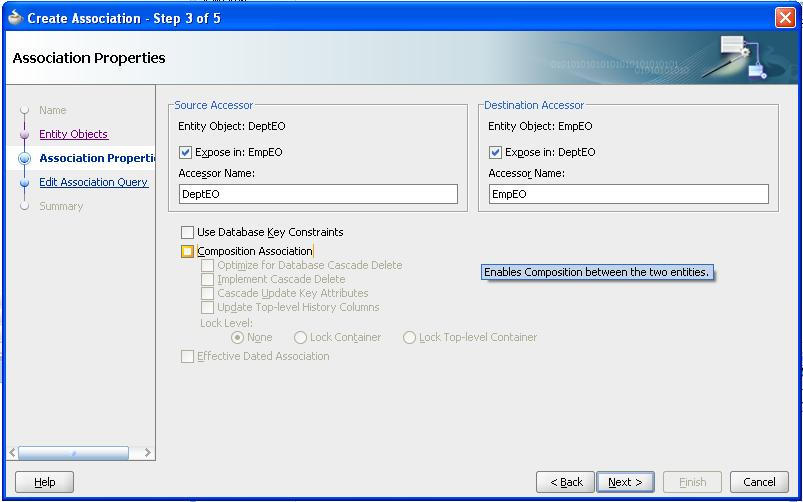 Create Association - Step 3 of 5
Association Properties
Name
Entity Objects
Association Properti
Edit Association Query
Summary
Source Accessor
Entity Object: DeptEO
Expose in: EmpEO
Accessor Name:
DeptEO
Destination Accessor
Entity Object: EmpEO
Expose in: DeptEO
Accessor Name:
EmpEO
Use Database Key Constraints
Composition Association
Optimize for Database Cascade Delete
Implement Cascade Delete
Cascade Update Key Attributes
Update Top-level History Columns
Lock Level:
None Lock Container Lock Top-level Container
Effective Dated Association
Enables Composition between the two entities.
Help < Back Next > Finish Cancel